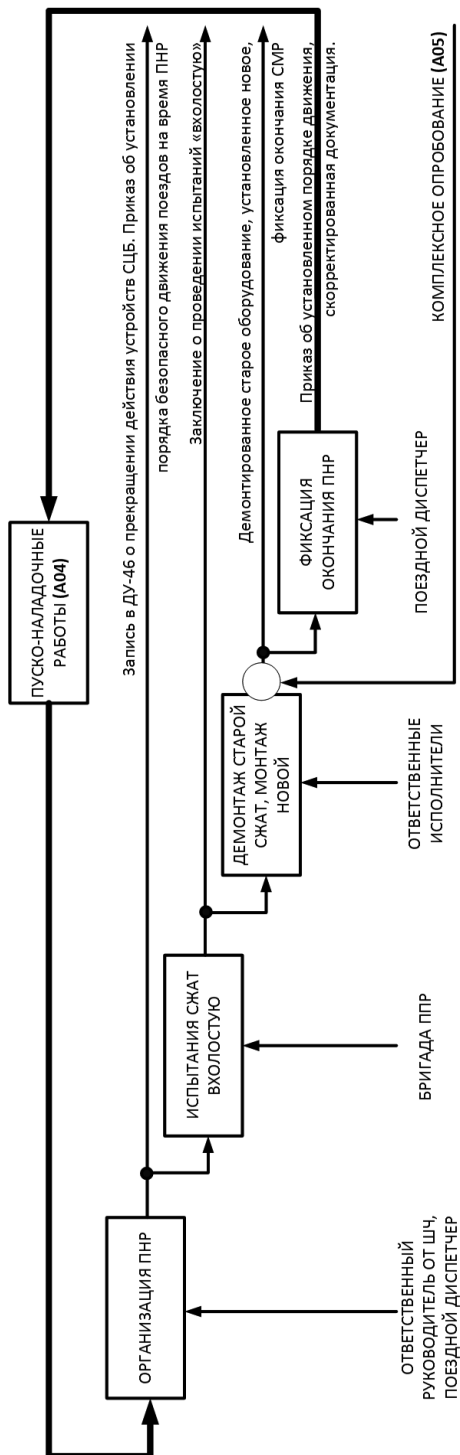 ПУСКО-НАЛАДОЧНЫЕ
РАБОТЫ (А04)
Запись в ДУ-46 о прекращении действия устройств СЦБ. Приказ об установлении
порядка безопасного движения поездов на время ПНР
Заключение о проведении испытаний «вхолостую»
Демонтированное старое оборудование, установленное новое,
фиксация окончания СМР
Приказ об установленном порядке движения,
скорректированная документация.
ОРГАНИЗАЦИЯ ПНР
ИСПЫТАНИЯ СЖАТ
ВХОЛОСТУЮ
ДЕМОНТАЖ СТАРОЙ
СЖАТ, МОНТАЖ
НОВОЙ
ФИКСАЦИЯ
ОКОНЧАНИЯ ПНР
ОТВЕТСТВЕННЫЙ
РУКОВОДИТЕЛЬ ОТ ШЧ,
ПОЕЗДНОЙ ДИСПЕТЧЕР
БРИГАДА ППР
ОТВЕТСТВЕННЫЕ
ИСПОЛНИТЕЛИ
ПОЕЗДНОЙ ДИСПЕТЧЕР
КОМПЛЕКСНОЕ ОПРОБОВАНИЕ (А05)